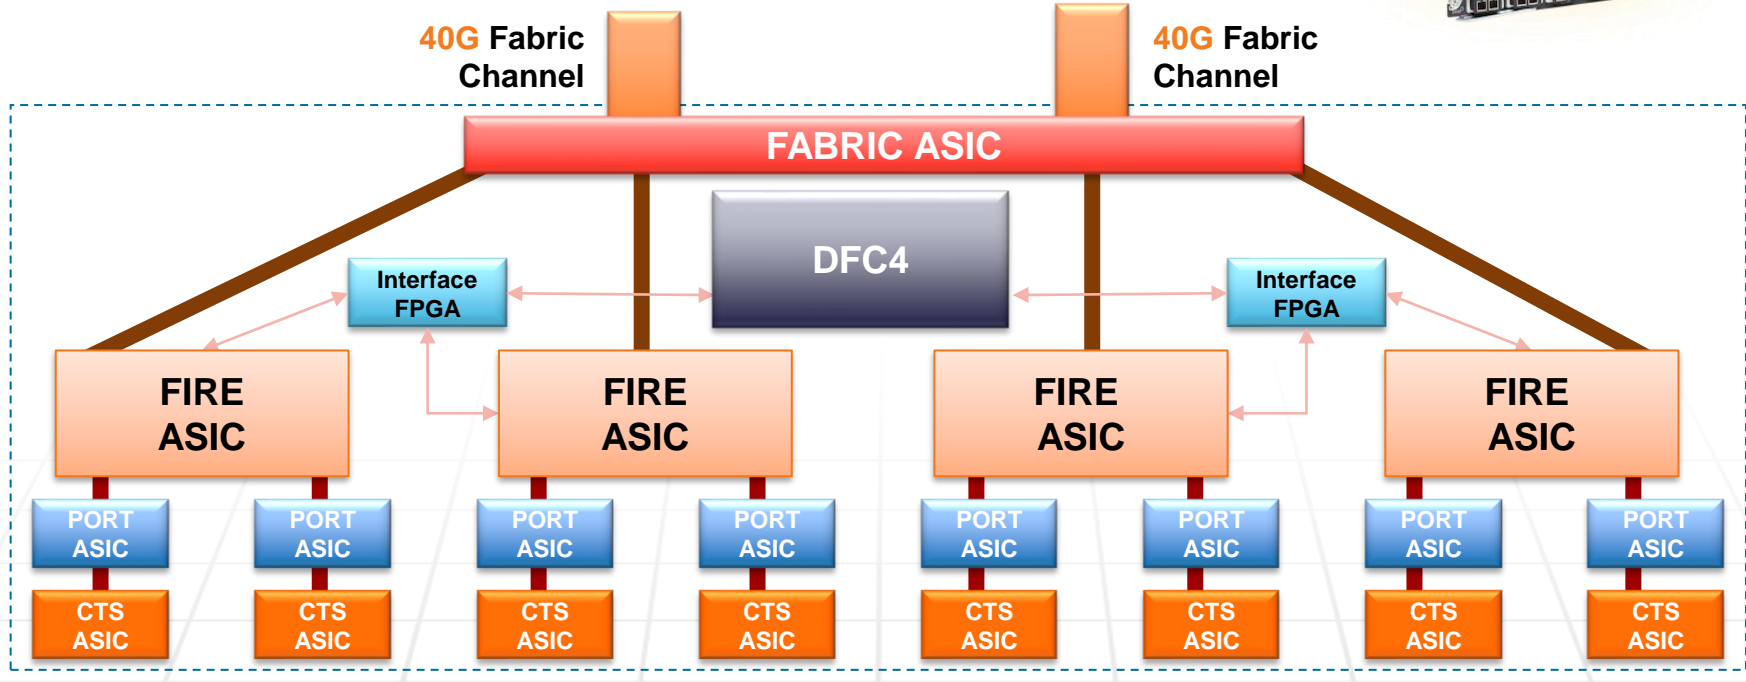 40G Fabric
Channel
40G Fabric
Channel
FABRIC ASIC
DFC4
Interface
FPGA
Interface
FPGA
FIRE
ASIC
FIRE
ASIC
FIRE
ASIC
FIRE
ASIC
PORT
ASIC
PORT
ASIC
PORT
ASIC
PORT
ASIC
PORT
ASIC
PORT
ASIC
PORT
ASIC
PORT
ASIC
CTS
ASIC
CTS
ASIC
CTS
ASIC
CTS
ASIC
CTS
ASIC
CTS
ASIC
CTS
ASIC
CTS
ASIC